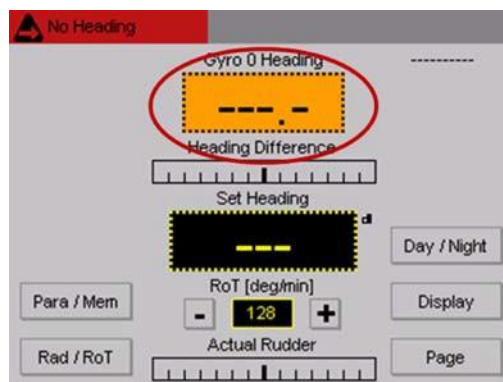 No Heading
Gyro 0 Heading
----------
---.-
Heading Difference
Set Heading
---
Day / Night
Para / Mem
RoT [deg/min]
- 128 +
Display
Rad / RoT
Actual Rudder
Page